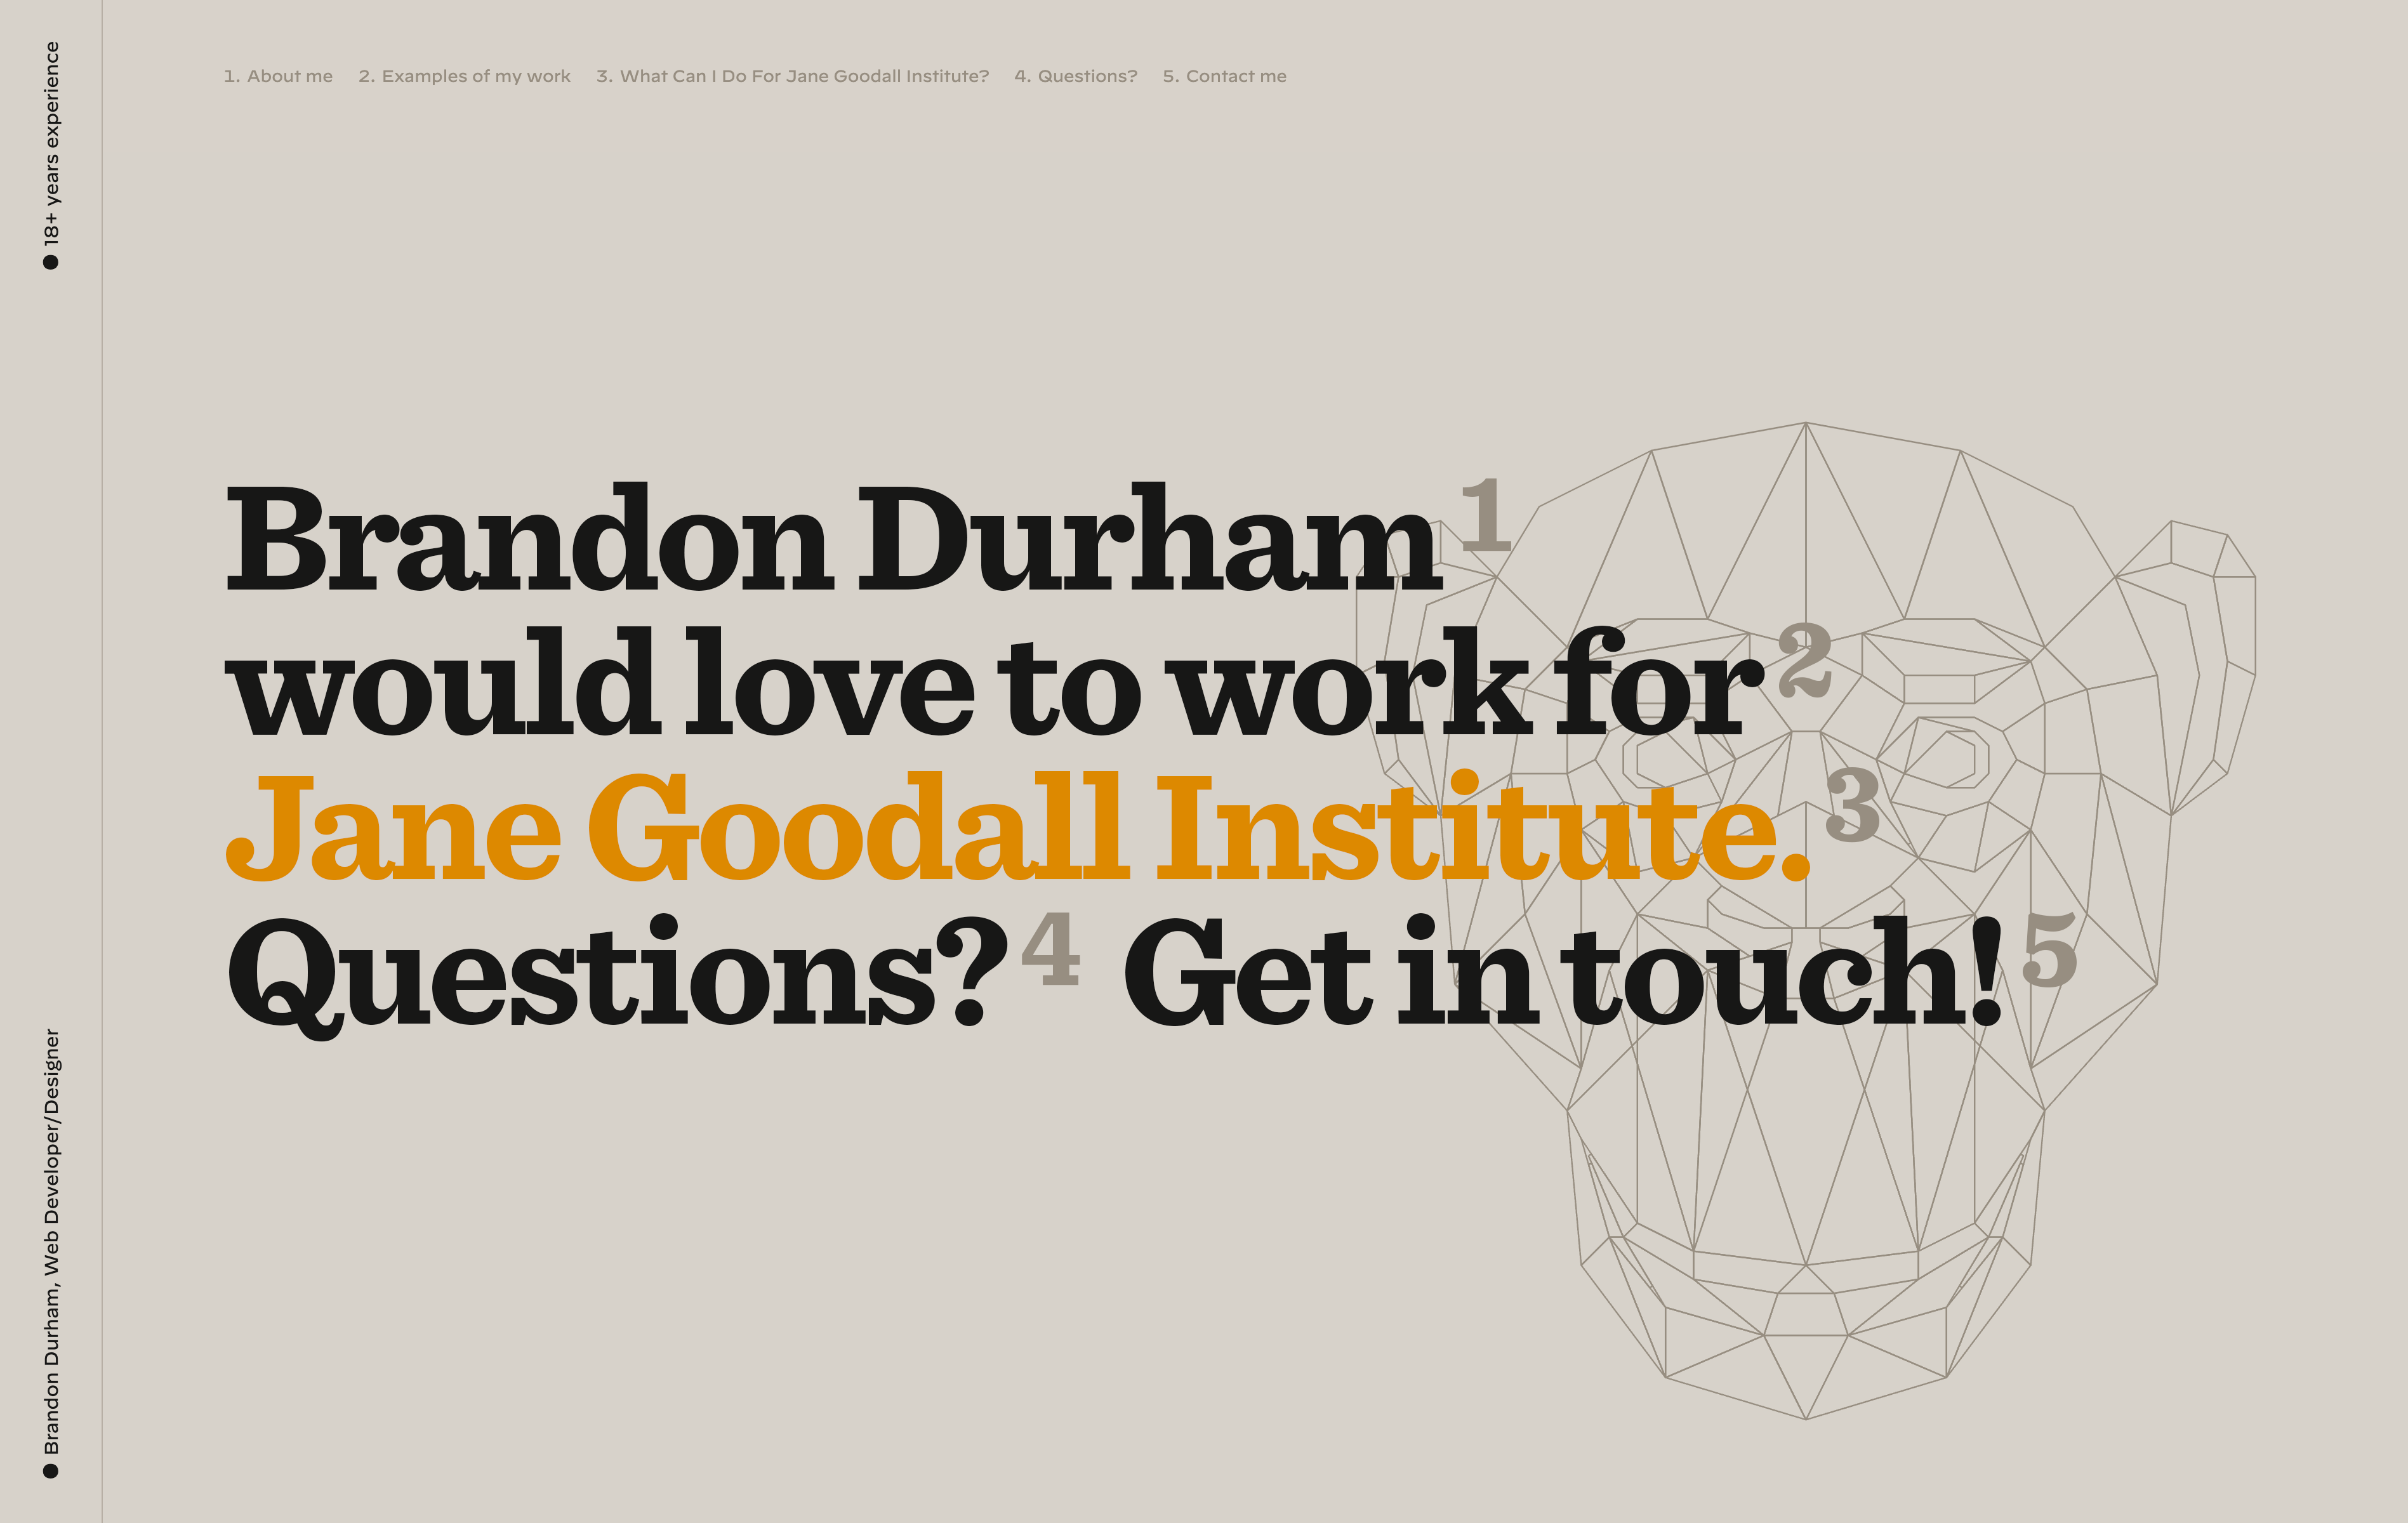 18+ years experience
Brandon Durham, Web Developer/Designer
1. About me 2. Examples of my work 3. What Can I Do For Jane Goodall Institute? 4. Questions? 5. Contact me
Brandon Durham 1
would love to work for 2
Jane Goodall Institute. 3
Questions? 4 Get in touch! 5